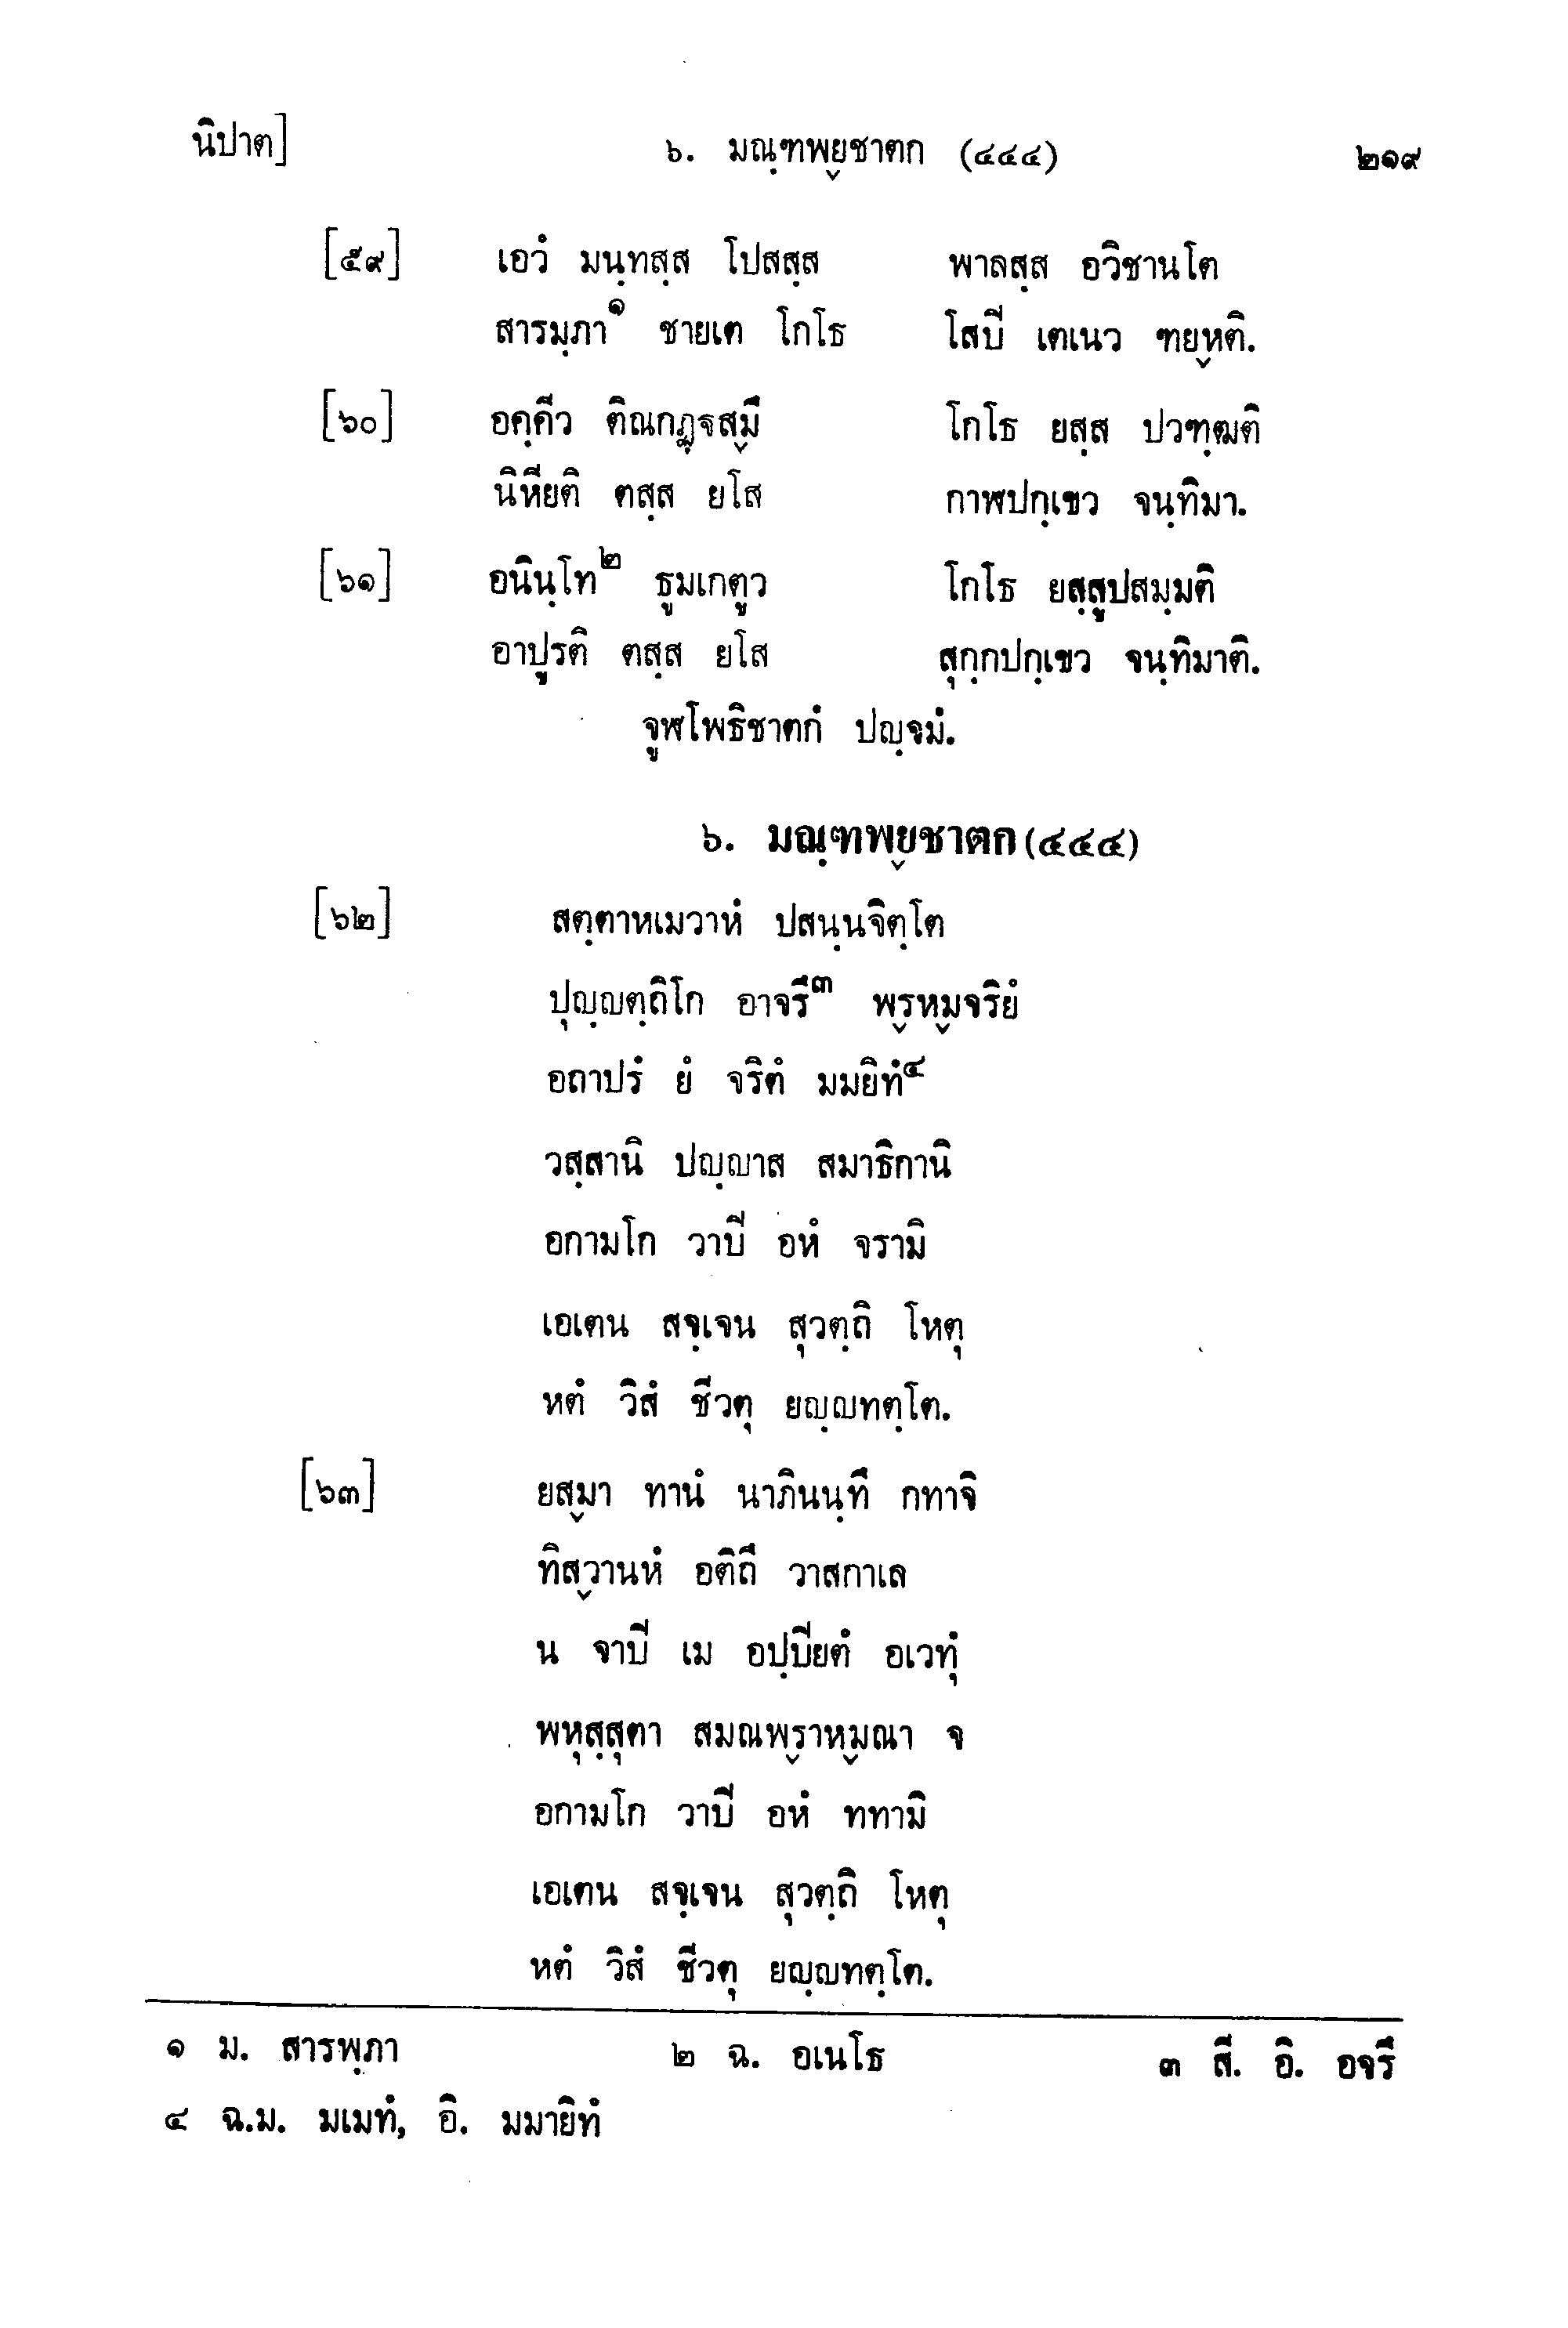 นิปาต] ๖. มณฺฑพฺยชาตก (๔๔๔) ๒๑๙
[๕๙] เอวํ มนฺทสฺส โปสสฺส พาลสฺส อวิชานโต
สารมฺภา๑ ชายเต โกโธ โสปิ เตเนว ฑยฺหติ.
[๖๐] อคฺคีว ติณกฏฺฐสฺมึ โกโธ ยสฺส ปวฑฺฒติ
นิหียติ ตสฺส ยโส กาฬปกฺเขว จนฺทิมา.
[๖๑] อนินฺโท๒ ธูมเกตูว โกโธ ยสฺสูปสมฺมติ
อาปูรติ ตสฺส ยโส สุกฺกปกฺเขว จนฺทิมาติ.
จูฬโพธิชาตกํ ปญฺจมํ.
๖. มณฺฑพฺยชาตก (๔๔๔)
[๖๒] สตฺตาหเมวาหํ ปสนฺนจิตฺโต
ปุญฺญตฺถิโก อาจรึ๓ พฺรหฺมจริยํ
อถาปรํ ยํ จริตํ มมยิทํ๔
วสฺสานิ ปญฺญาส สมาธิกานิ
อกามโก วาปิ อหํ จรามิ
เอเตน สจฺเจน สุวตฺถิ โหตุ
หตํ วิสํ ชีวตุ ยญฺญทตฺโต.
[๖๓] ยสฺมา ทานํ นาภินนฺทึ กทาจิ
ทิสฺวานหํ อติถึ วาสกาเล
น จาปิ เม อปฺปิยตํ อเวทุํ
พหุสฺสุตา สมณพฺราหฺมณา จ
อกามโก วาปิ อหํ ททามิ
เอเตน สจฺเจน สุวตฺถิ โหตุ
หตํ วิสํ ชีวตุ ยญฺญทตฺโต.
๑ ม. สารพฺภา ๒ ฉ. อเนโธ ๓ สี. อิ. อจรึ
๔ ฉ.ม. มเมทํ, อิ. มมายิทํ